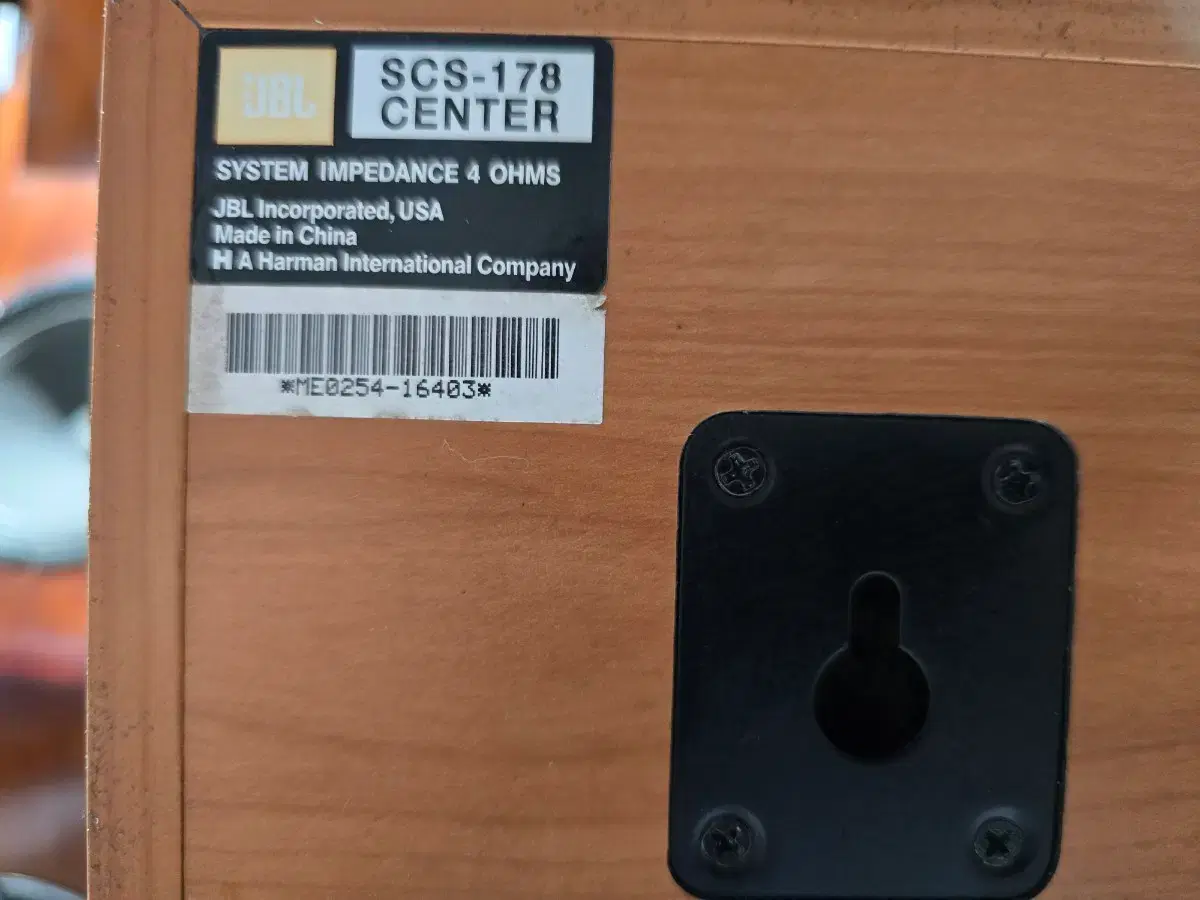 JBL
SCS-178
CENTER
SYSTEM IMPEDANCE 4 OHMS
JBL Incorporated, USA
Made in China
H A Harman International Company
*ME0254-16403*